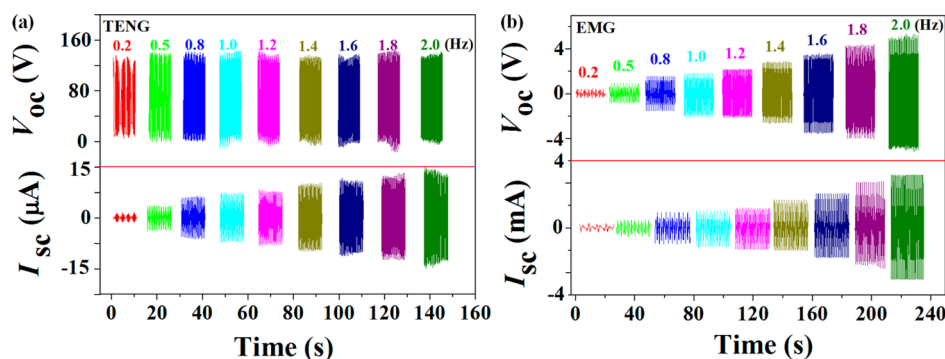 (a) TENG
0.2 0.5 0.8 1.0 1.2 1.4 1.6 1.8 2.0 (Hz)
Voc (V)
160
80
0
Isc (μA)
15
0
-15
0 20 40 60 80 100 120 140 160
Time (s)
(b) EMG
0.2 0.5 0.8 1.0 1.2 1.4 1.6 1.8 2.0(Hz)
Voc (V)
4
0
-4
Isc (mA)
4
0
-4
0 40 80 120 160 200 240
Time (s)